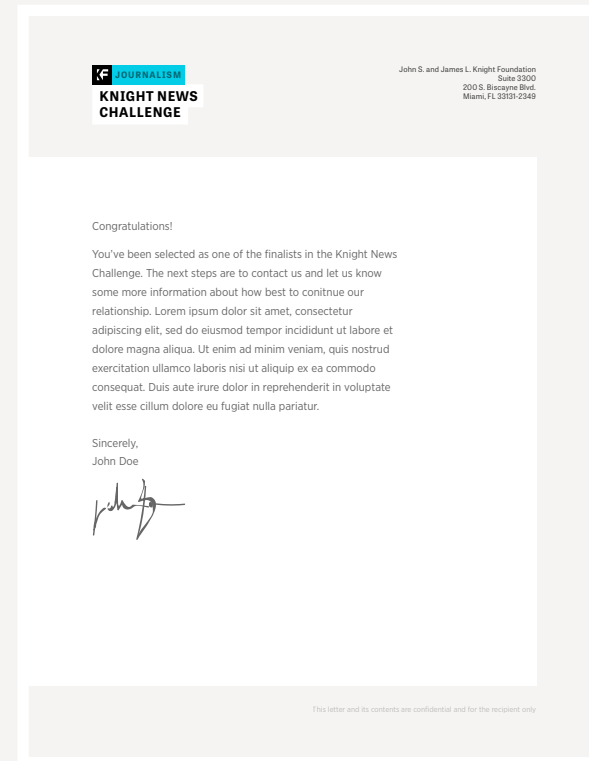 JOURNALISM
KNIGHT NEWS
CHALLENGE
John S. and James L. Knight Foundation
Suite 3300
200 S. Biscayne Blvd.
Miami, FL 33131-2349
Congratulations!
You've been selected as one of the finalists in the Knight News
Challenge. The next steps are to contact us and let us know
some more information about how best to conitnue our
relationship. Lorem ipsum dolor sit amet, consectetur
adipiscing elit, sed do eiusmod tempor incididunt ut labore et
dolore magna aliqua. Ut enim ad minim veniam, quis nostrud
exercitation ullamco laboris nisi ut aliquip ex ea commodo
consequat. Duis aute irure dolor in reprehenderit in voluptate
velit esse cillum dolore eu fugiat nulla pariatur.
Sincerely,
John Doe
This letter and its contents are confidential and for the recipient only